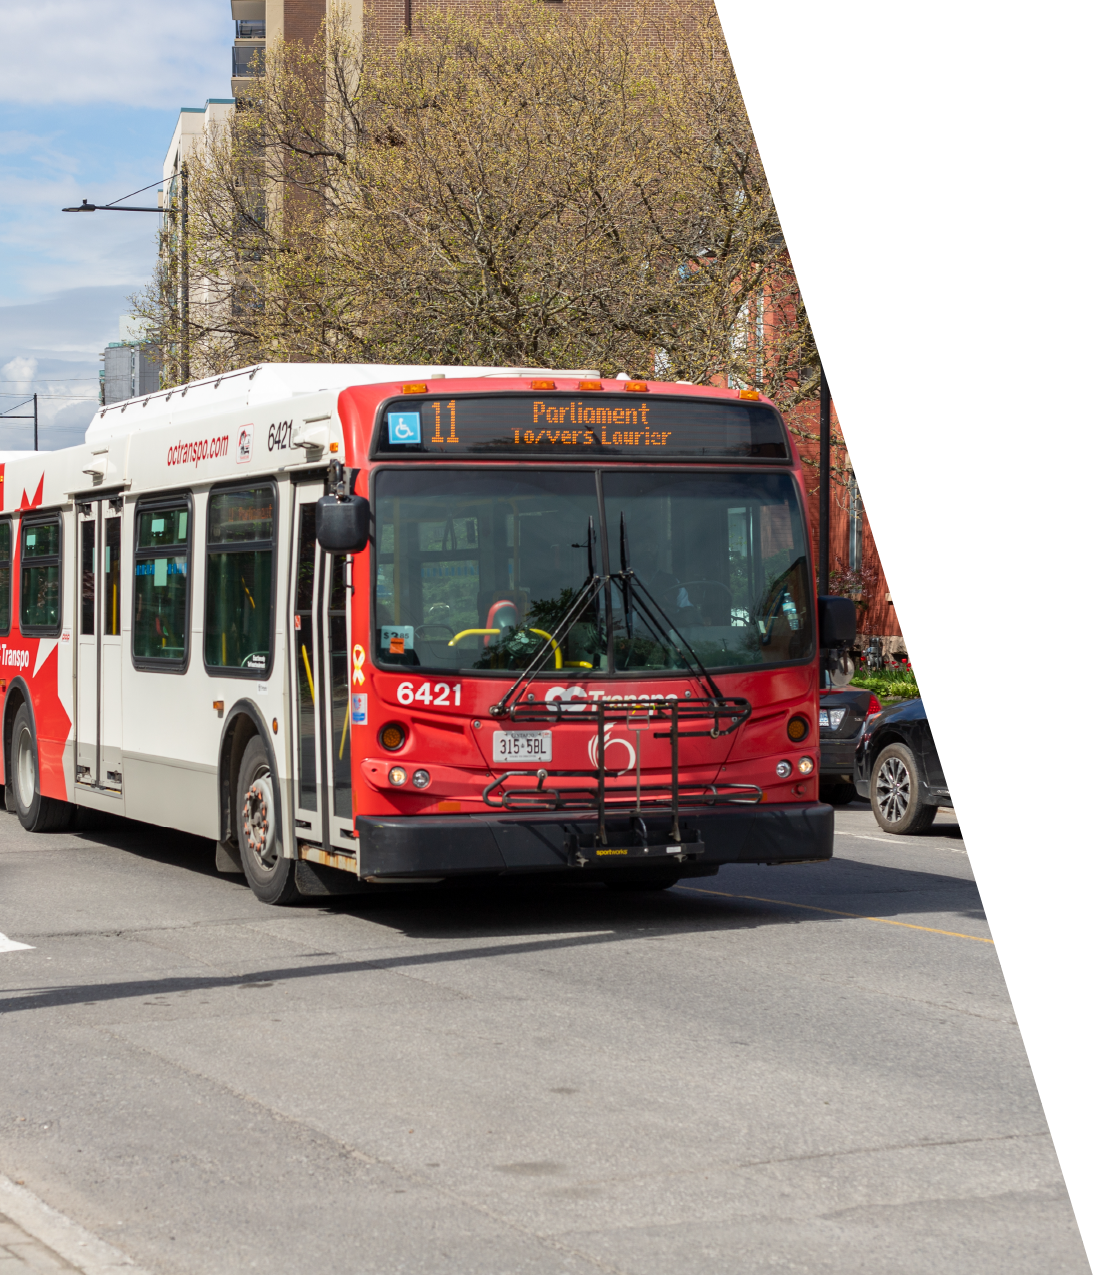 11
Parliament
To/vers Laurier
octranspo.com
6421
Transpo
6421
OC Transpo
315-5BL
sportworks